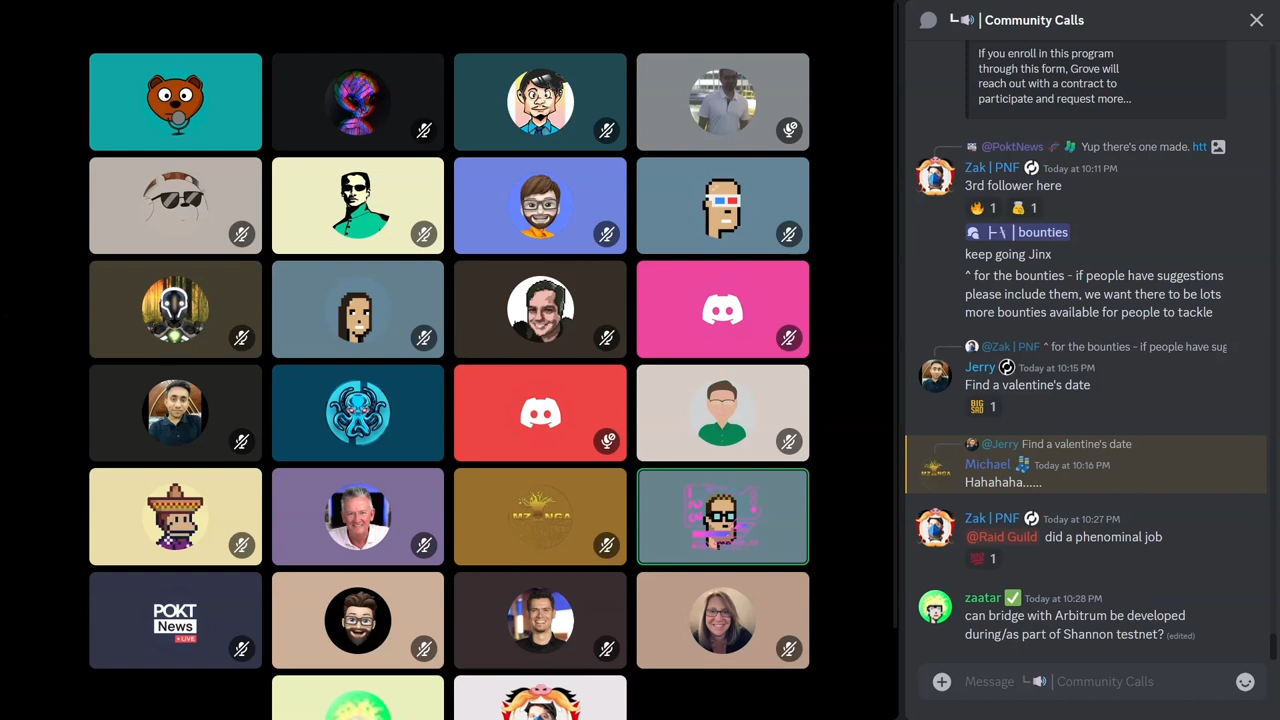 └🔊 | Community Calls
If you enroll in this program
through this form, Grove will
reach out with a contract to
participate and request more...
@PoktNews Yup there's one made. htt
Zak | PNF Today at 10:11 PM
3rd follower here
🔥 1 1
├\ | bounties
keep going Jinx
^ for the bounties - if people have suggestions
please include them, we want there to be lots
more bounties available for people to tackle
@Zak | PNF ^ for the bounties - if people have sug
Jerry Today at 10:15 PM
Find a valentine's date
BIG SAD 1
@Jerry Find a valentine's date
Michael 🧦 Today at 10:16 PM
Hahahaha......
Zak | PNF Today at 10:27 PM
@Raid Guild did a phenominal job
💯 1
zaatar ✅ Today at 10:28 PM
can bridge with Arbitrum be developed
during/as part of Shannon testnet? (edited)
Message └🔊 | Community Calls
MZONGA
POKT
News
LIVE